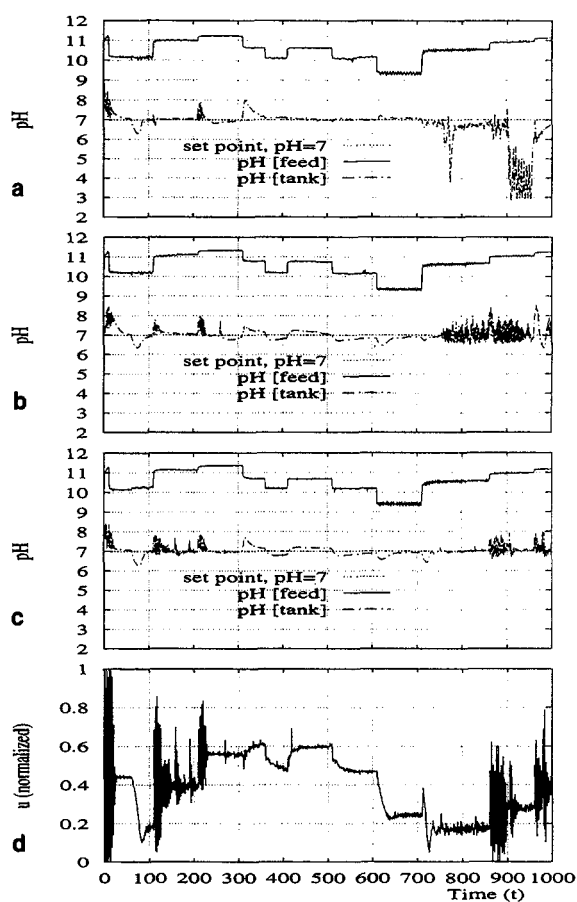 12
11
10
9
8
pH
7
6
set point, pH=7
5
pH [feed]
4
pH [tank]
3
a
2
12
11
10
9
8
pH
7
6
set point, pH=7
5
pH [feed]
4
pH [tank]
b
3
2
12
11
10
9
8
pH
7
6
set point, pH=7
5
pH [feed]
4
pH [tank]
3
c
2
1
0.8
0.6
u (normalized)
0.4
0.2
d
0
0 100 200 300 400 500 600 700 800 900 1000
Time (t)